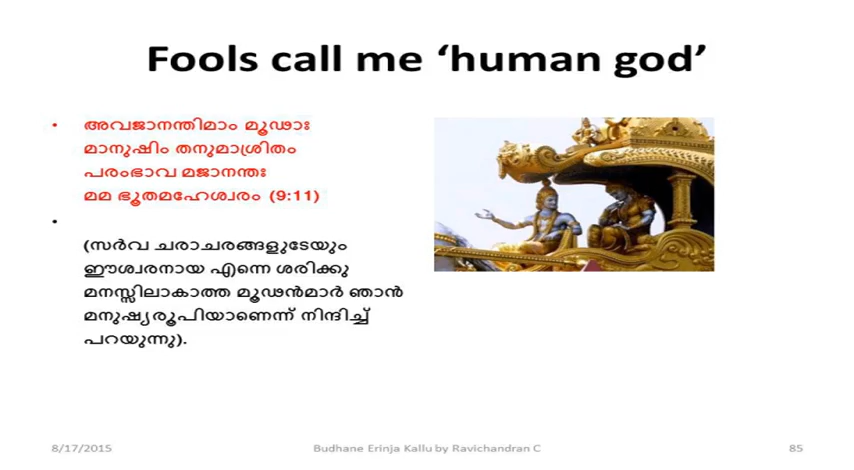 Fools call me ‘human god’
• അവജാനന്തിമാം മൂഢാഃ
മാനുഷിം തനുമാശ്രിതം
പരംഭാവ മജാനന്തഃ
മമ ഭൂതമഹേശ്വരം (9:11)
•
(സർവ ചരാചരങ്ങളുടേയും
ഈശ്വരനായ എന്നെ ശരിക്കു
മനസ്സിലാകാത്ത മൂഢൻമാർ ഞാൻ
മനുഷ്യരൂപിയാണെന്ന് നിന്ദിച്ച്
പറയുന്നു).
8/17/2015 Budhane Erinja Kallu by Ravichandran C 85